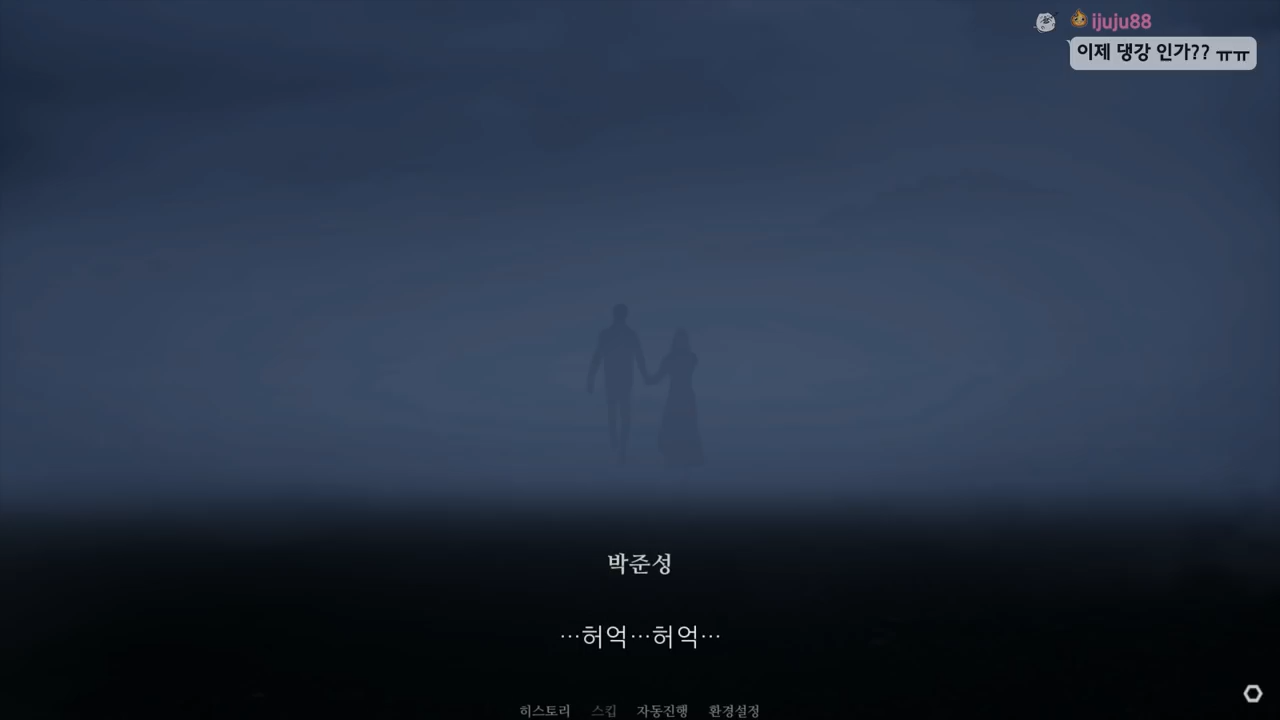 ijuju88
이제 댕강 인가?? ㅠㅠ
박준성
…허억…허억…
히스토리 스킵 자동진행 환경설정